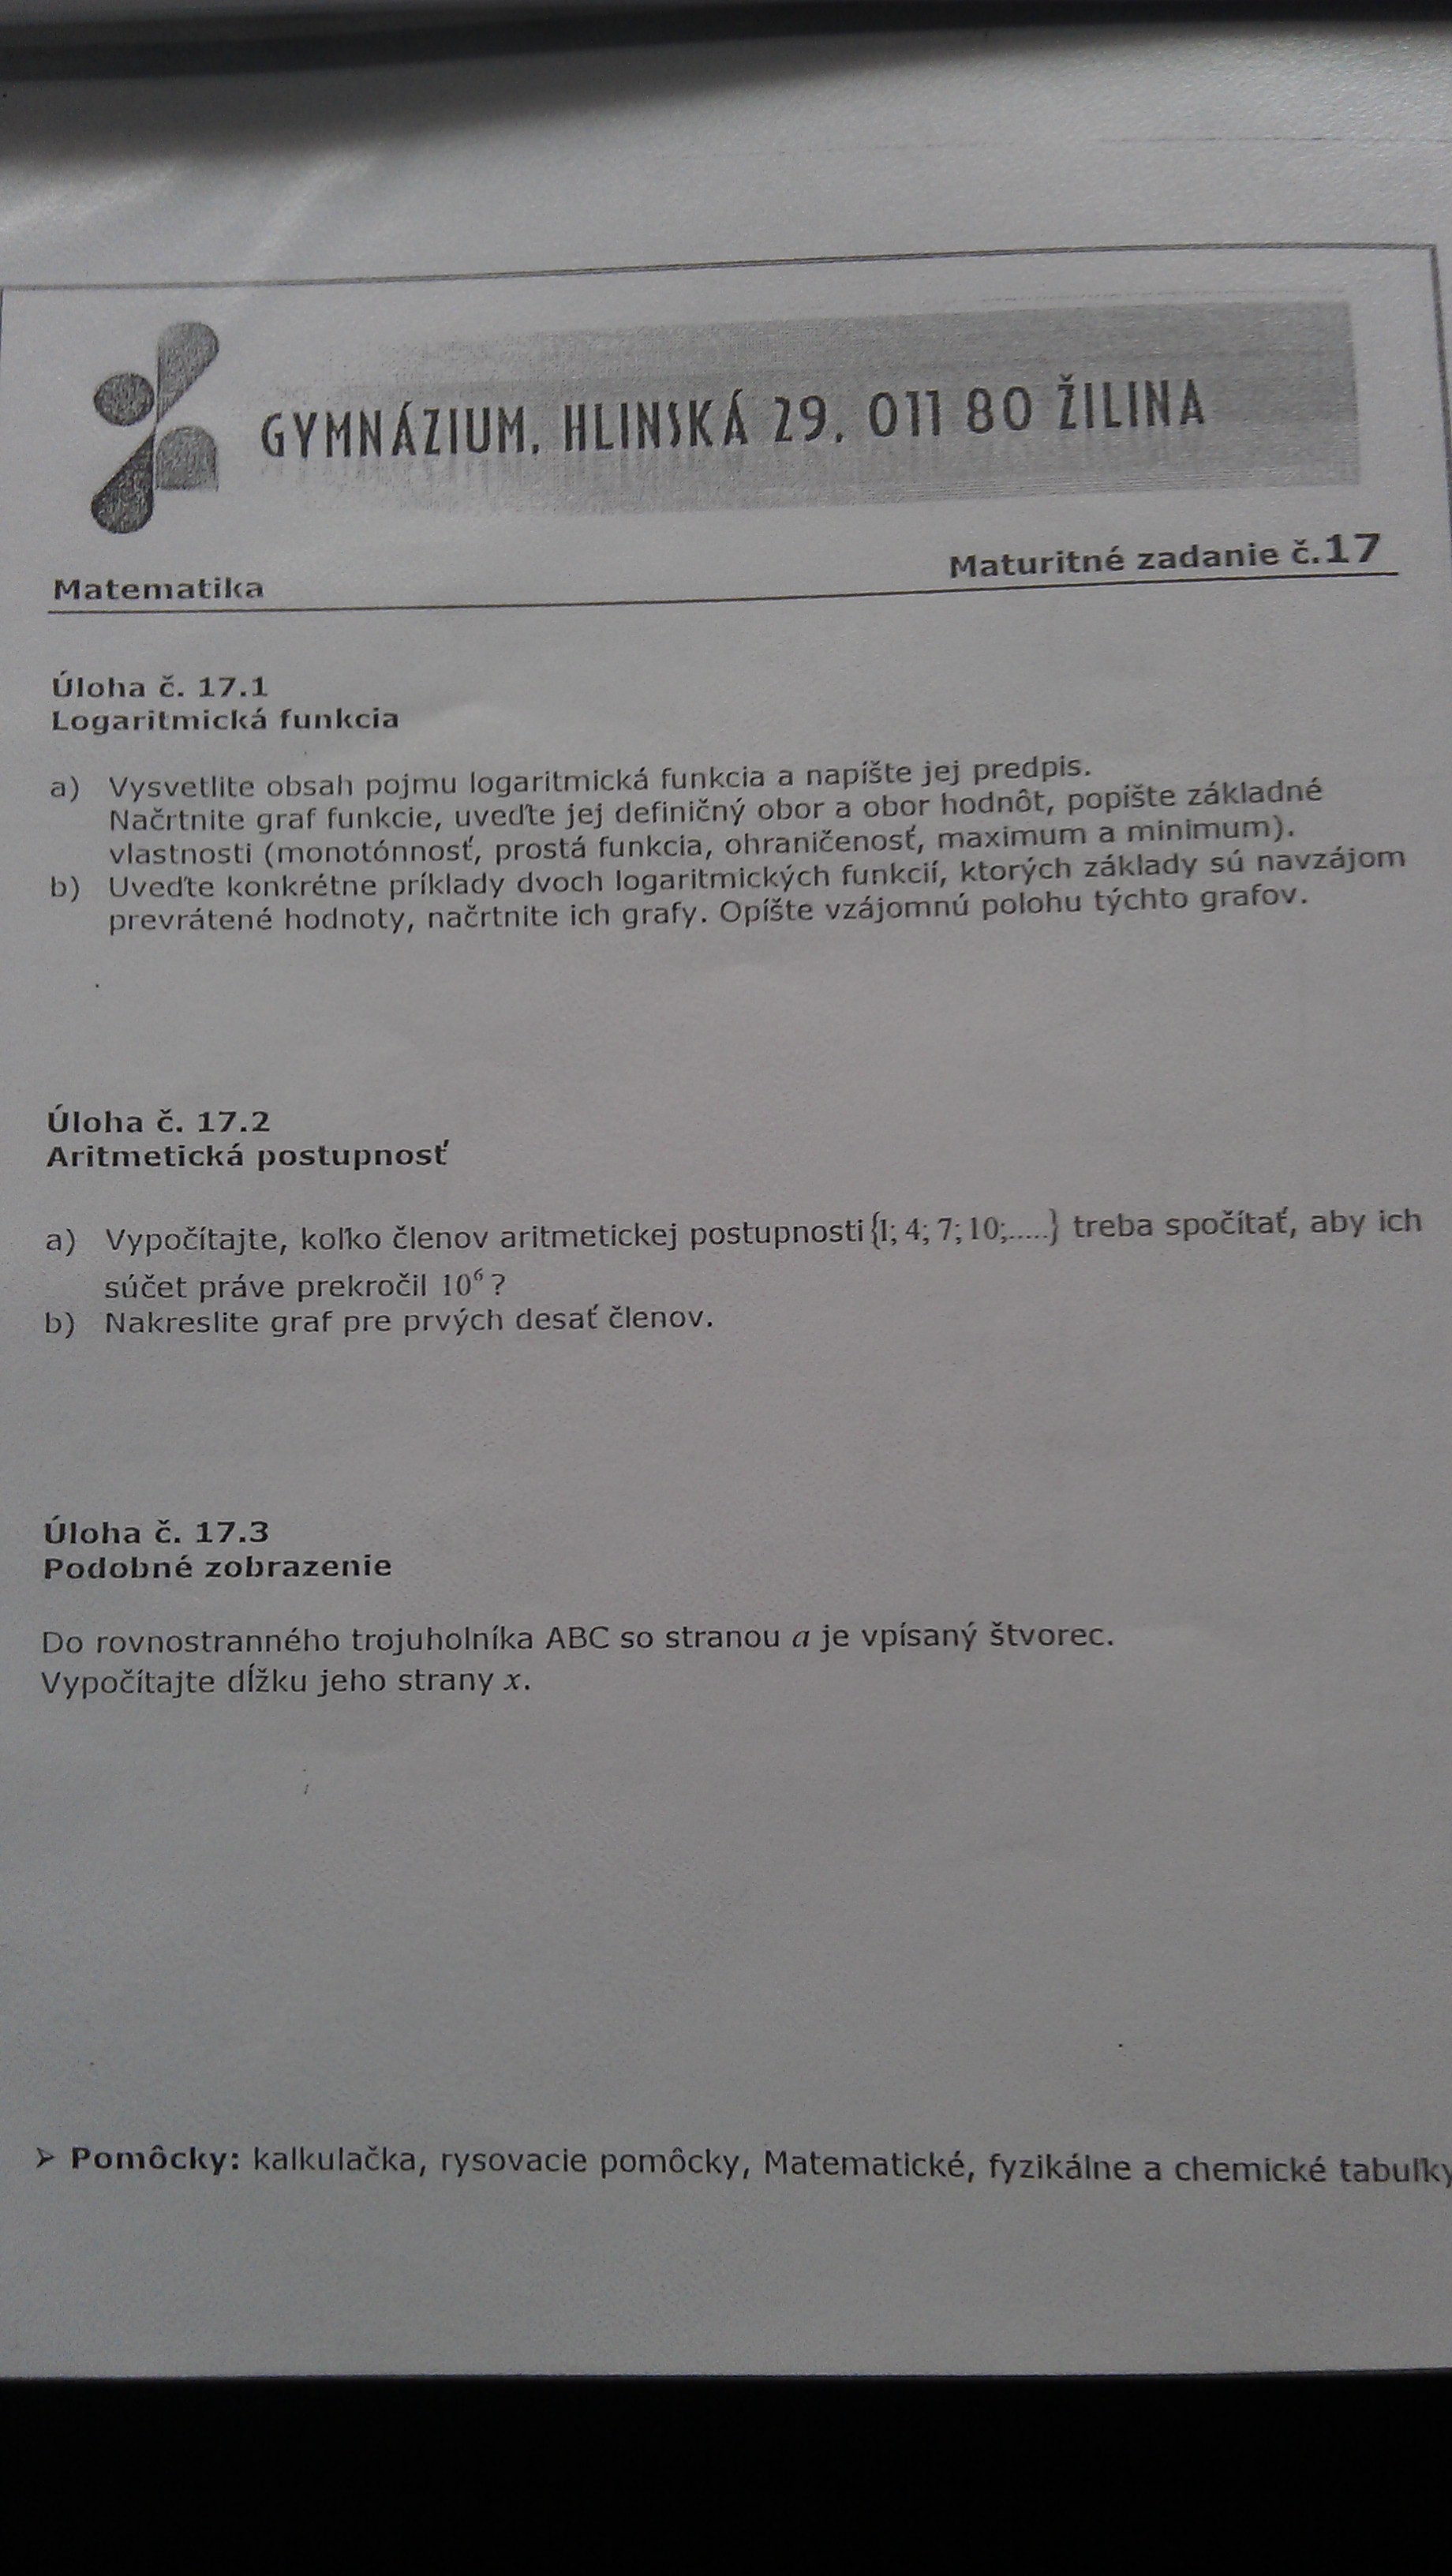 GYMNÁZIUM, HLINSKÁ 29, 011 80 ŽILINA
Matematika Maturitné zadanie č.17
Úloha č. 17.1
Logaritmická funkcia
a) Vysvetlite obsah pojmu logaritmická funkcia a napíšte jej predpis.
Načrtnite graf funkcie, uveďte jej definičný obor a obor hodnôt, popíšte základné
vlastnosti (monotónnosť, prostá funkcia, ohraničenosť, maximum a minimum).
b) Uveďte konkrétne príklady dvoch logaritmických funkcií, ktorých základy sú navzájom
prevrátené hodnoty, načrtnite ich grafy. Opíšte vzájomnú polohu týchto grafov.
Úloha č. 17.2
Aritmetická postupnosť
a) Vypočítajte, koľko členov aritmetickej postupnosti {1; 4; 7; 10;.....} treba spočítať, aby ich
súčet práve prekročil 10⁶ ?
b) Nakreslite graf pre prvých desať členov.
Úloha č. 17.3
Podobné zobrazenie
Do rovnostranného trojuholníka ABC so stranou a je vpísaný štvorec.
Vypočítajte dĺžku jeho strany x.
➢ Pomôcky: kalkulačka, rysovacie pomôcky, Matematické, fyzikálne a chemické tabuľky